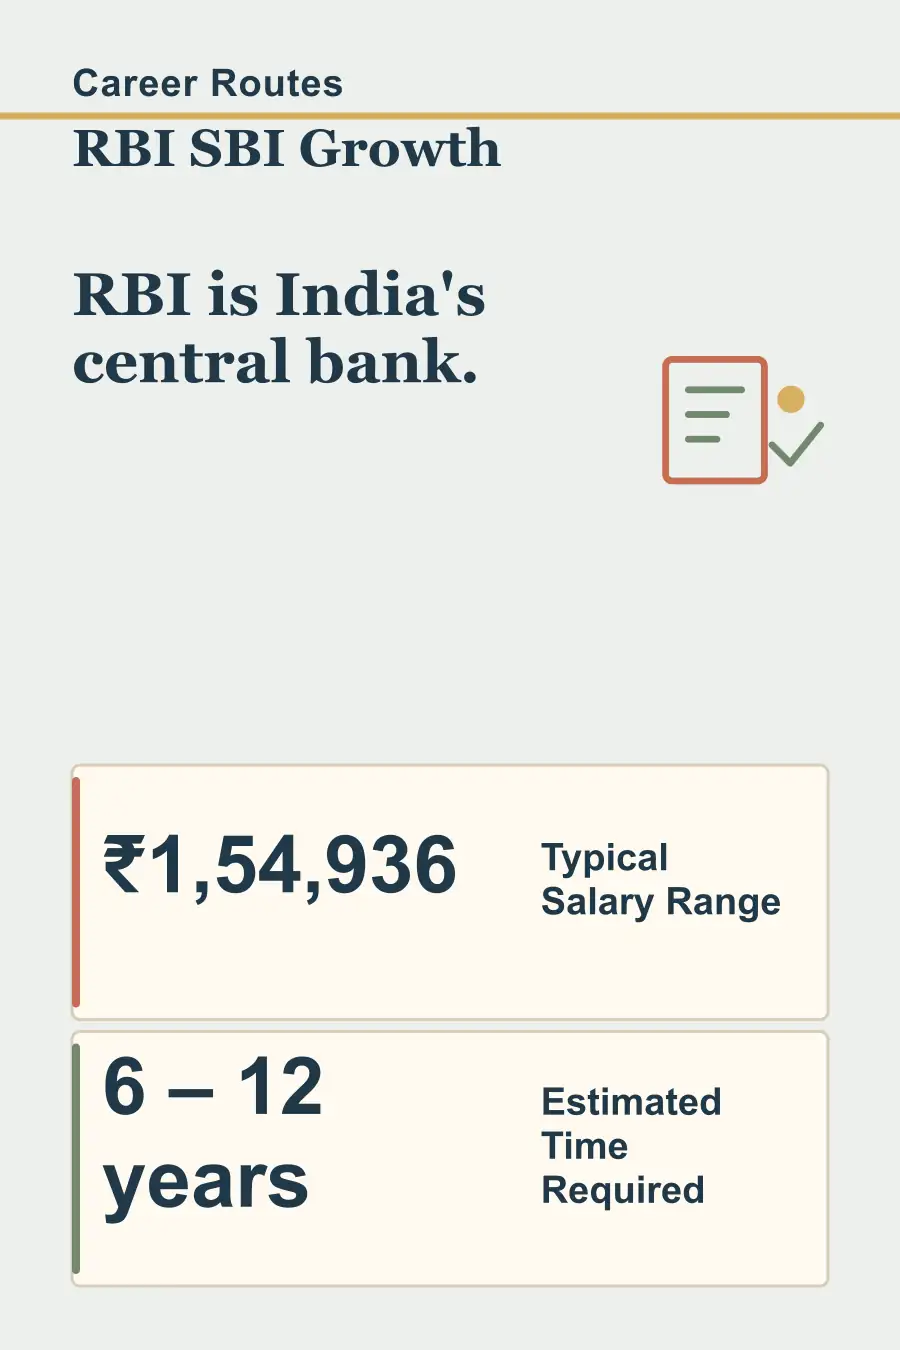 Career Routes
RBI SBI Growth
RBI is India's
central bank.
₹1,54,936
Typical
Salary Range
6 – 12
years
Estimated
Time
Required